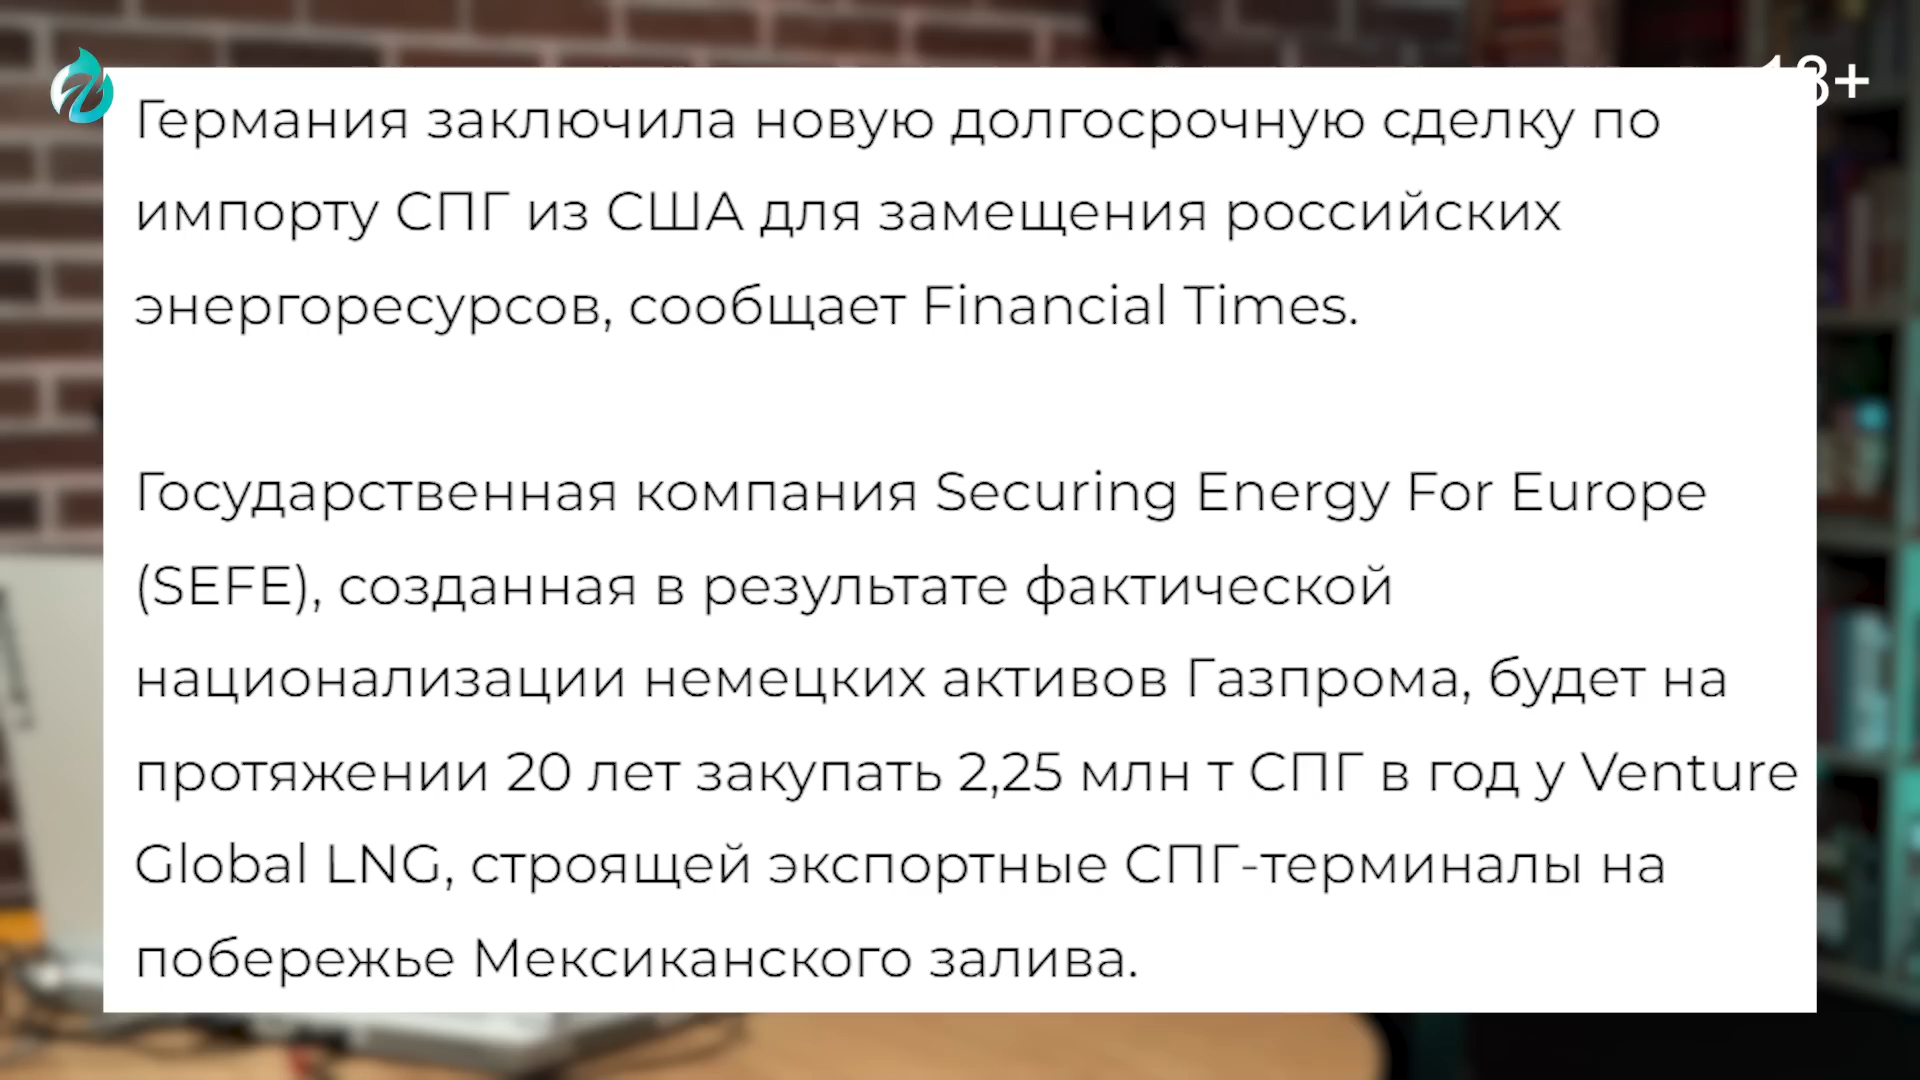 18+
Германия заключила новую долгосрочную сделку по
импорту СПГ из США для замещения российских
энергоресурсов, сообщает Financial Times.
Государственная компания Securing Energy For Europe
(SEFE), созданная в результате фактической
национализации немецких активов Газпрома, будет на
протяжении 20 лет закупать 2,25 млн т СПГ в год у Venture
Global LNG, строящей экспортные СПГ-терминалы на
побережье Мексиканского залива.